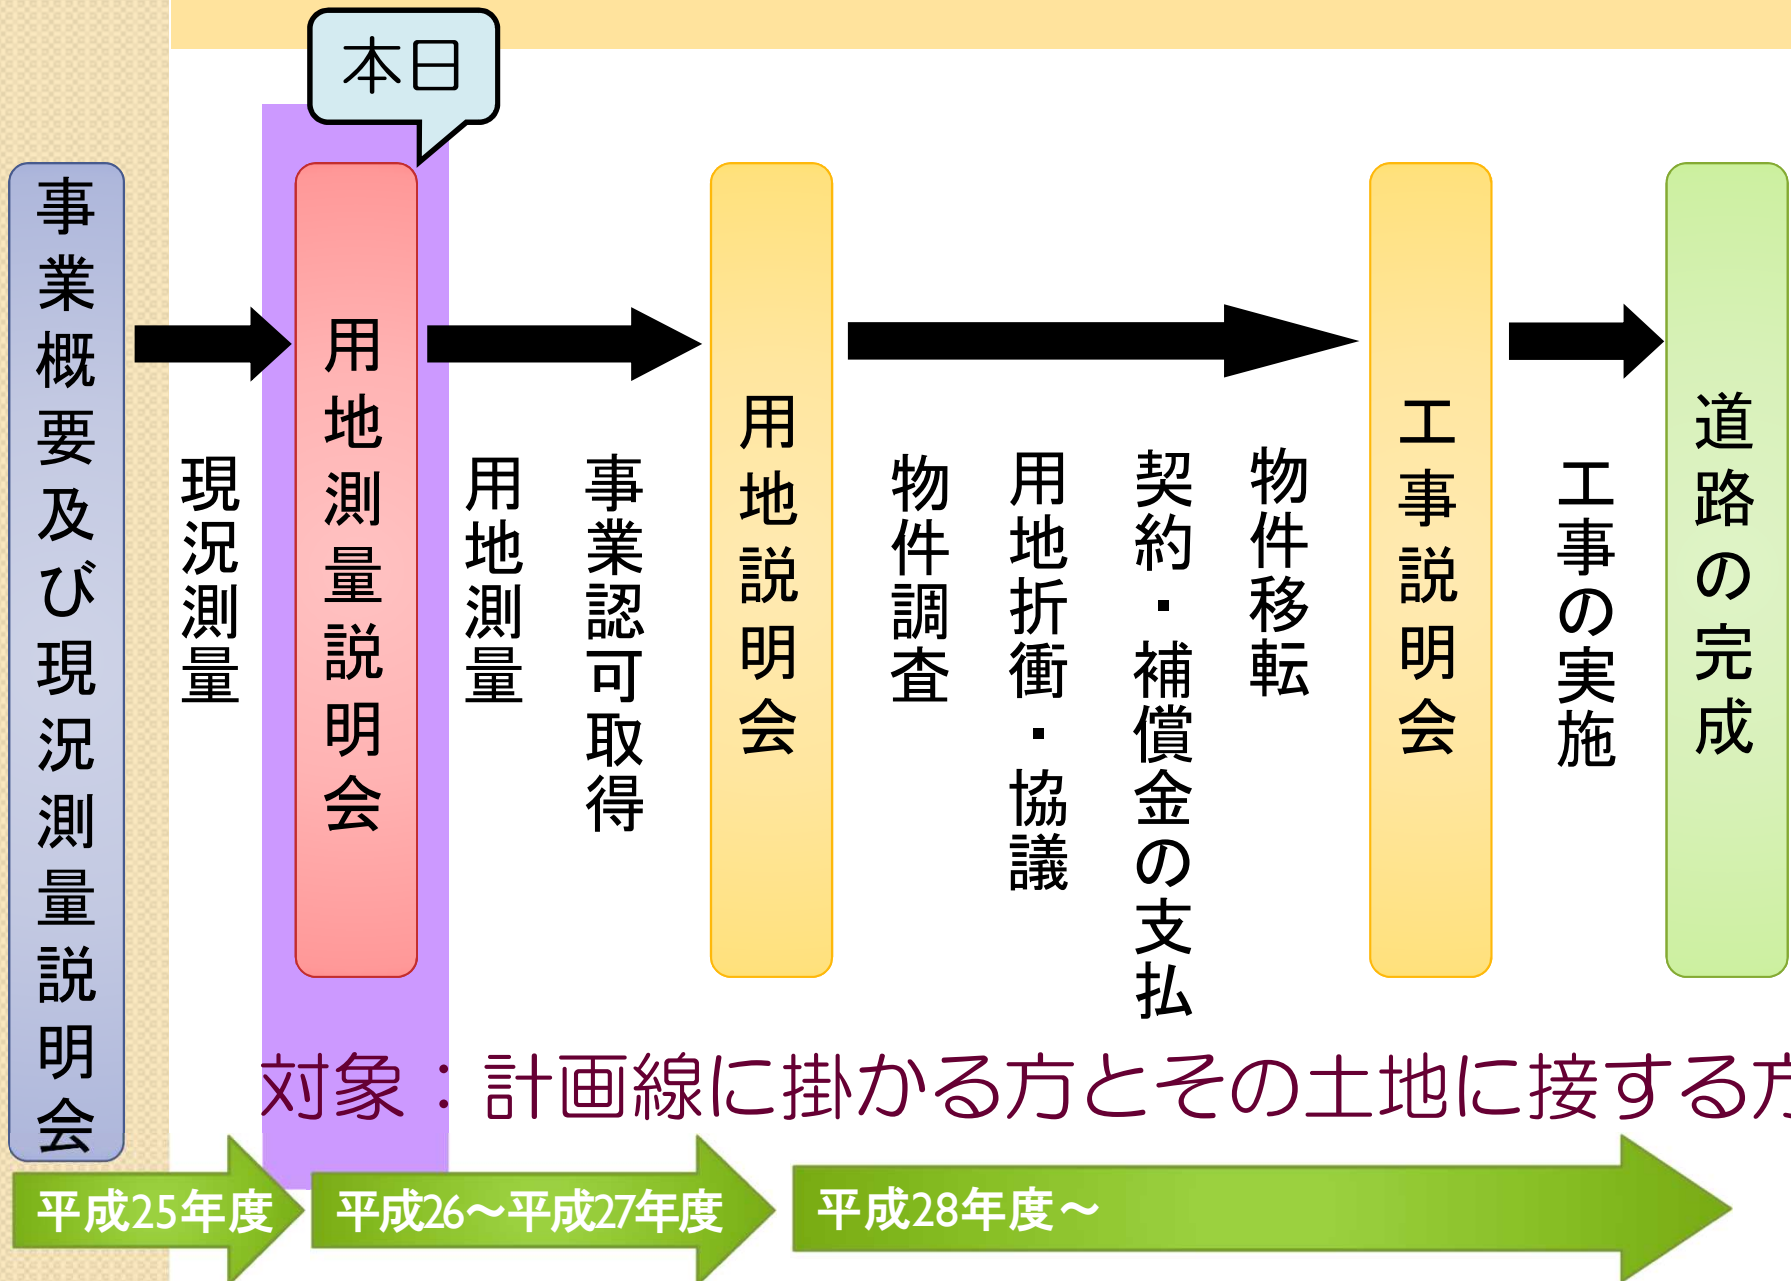 本日
事業概要及び現況測量説明会
現況測量
用地測量説明会
用地測量
事業認可取得
用地説明会
物件調査
用地折衝・協議
契約・補償金の支払
物件移転
工事説明会
工事の実施
道路の完成
対象：計画線に掛かる方とその土地に接する方
平成25年度
平成26～平成27年度
平成28年度～